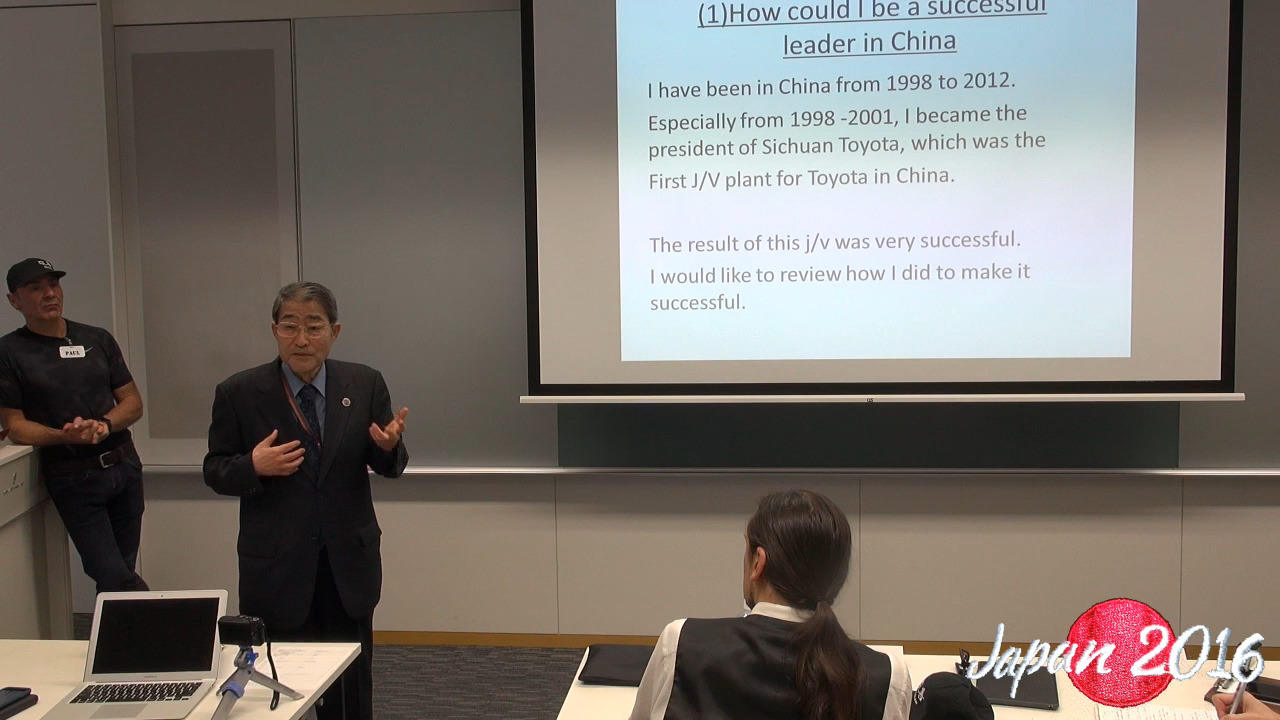 (1)How could I be a successful
leader in China
I have been in China from 1998 to 2012.
Especially from 1998 -2001, I became the
president of Sichuan Toyota, which was the
First J/V plant for Toyota in China.
The result of this j/v was very successful.
I would like to review how I did to make it
successful.
PAUL
Japan 2016